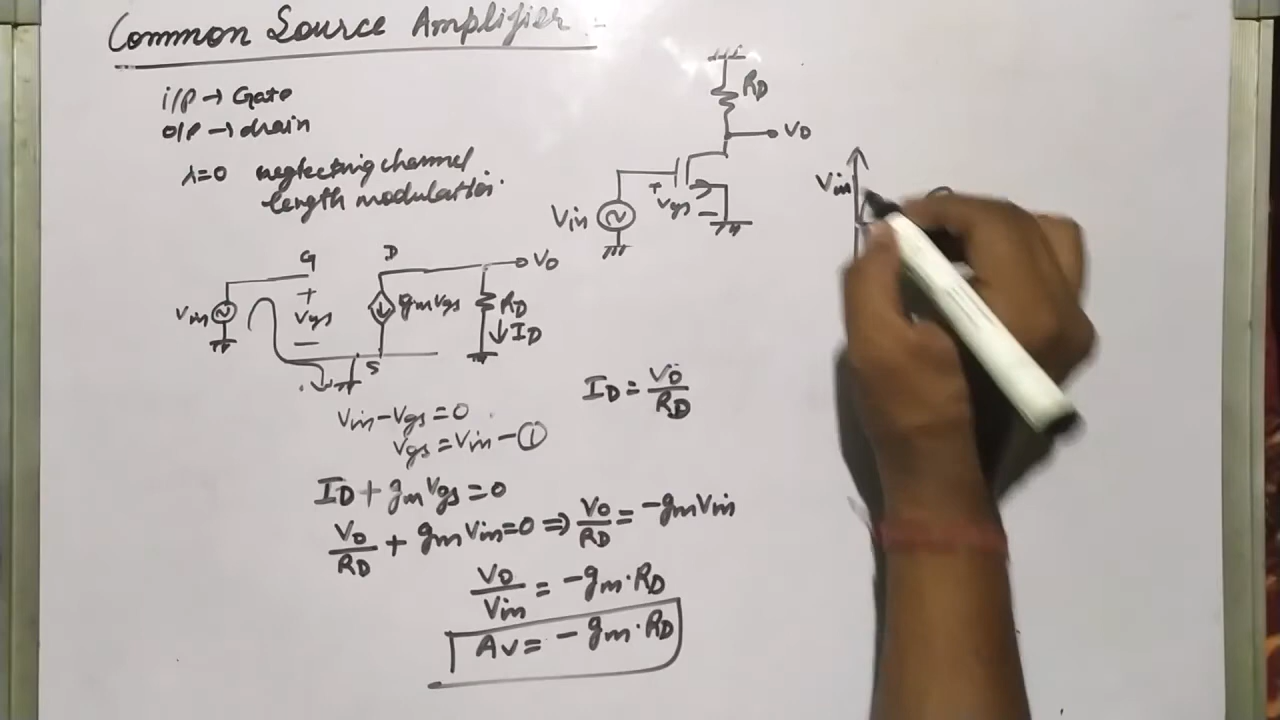 Common Source Amplifier :-
i/p → Gate
o/p → drain
λ=0 neglecting channel
length modulation.
RD
VO
Vin
+
Vgs
-
Vin
G
D
VO
Vin
+
Vgs
-
gmVgs
RD
↓ID
S
ID = VO/RD
Vin - Vgs = 0
Vgs = Vin - ①
ID + gmVgs = 0
VO/RD + gmVin = 0 ⇒ VO/RD = -gmVin
VO/Vin = -gm·RD
Av = -gm·RD